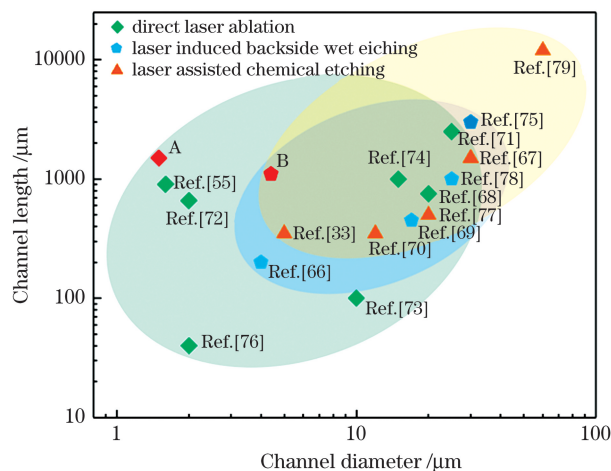 direct laser ablation
laser induced backside wet eiching
laser assisted chemical etching
10000
1000
100
10
Channel length /μm
Ref.[79]
Ref.[75]
Ref.[71]
A
B
Ref.[74]
Ref.[67]
Ref.[55]
Ref.[78]
Ref.[72]
Ref.[68]
Ref.[77]
Ref.[33]
Ref.[69]
Ref.[70]
Ref.[66]
Ref.[73]
Ref.[76]
1
10
100
Channel diameter /μm